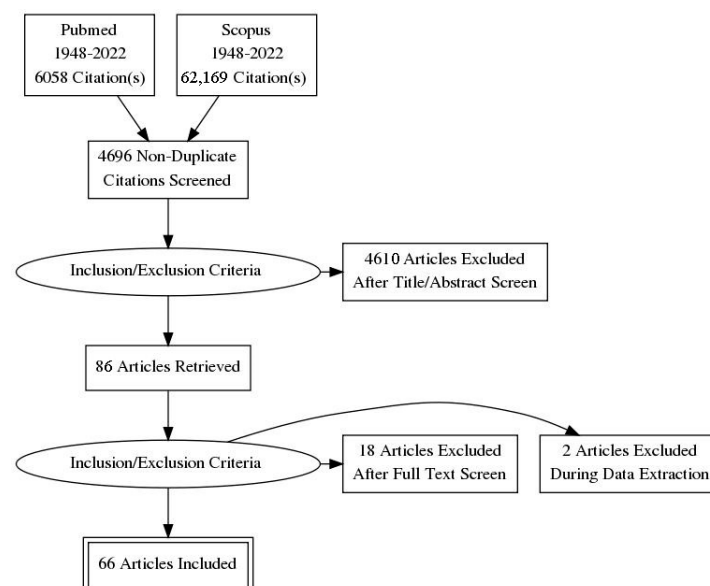 Pubmed
1948-2022
6058 Citation(s)
Scopus
1948-2022
62,169 Citation(s)
4696 Non-Duplicate
Citations Screened
Inclusion/Exclusion Criteria
4610 Articles Excluded
After Title/Abstract Screen
86 Articles Retrieved
Inclusion/Exclusion Criteria
18 Articles Excluded
After Full Text Screen
2 Articles Excluded
During Data Extraction
66 Articles Included